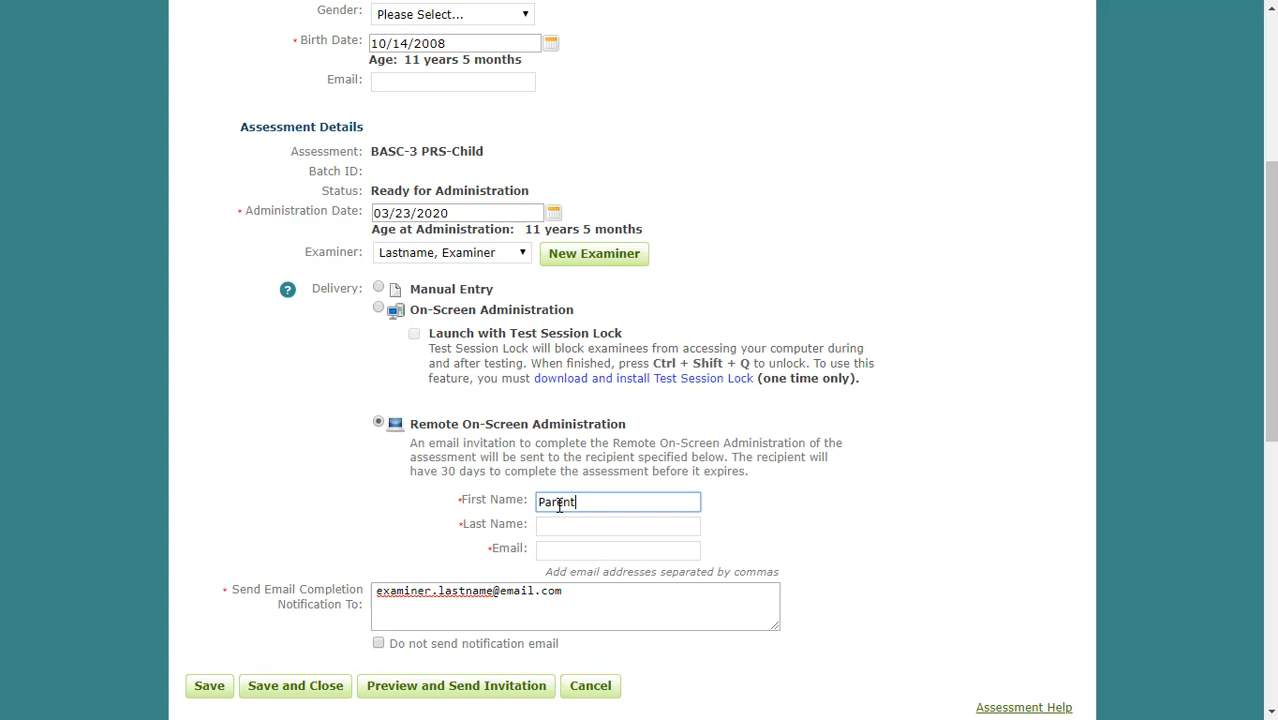 Gender: Please Select...
* Birth Date: 10/14/2008
Age: 11 years 5 months
Email:
Assessment Details
Assessment: BASC-3 PRS-Child
Batch ID:
Status: Ready for Administration
* Administration Date: 03/23/2020
Age at Administration: 11 years 5 months
Examiner: Lastname, Examiner New Examiner
? Delivery: Manual Entry
On-Screen Administration
Launch with Test Session Lock
Test Session Lock will block examinees from accessing your computer during
and after testing. When finished, press Ctrl + Shift + Q to unlock. To use this
feature, you must download and install Test Session Lock (one time only).
Remote On-Screen Administration
An email invitation to complete the Remote On-Screen Administration of the
assessment will be sent to the recipient specified below. The recipient will
have 30 days to complete the assessment before it expires.
*First Name: Parent
*Last Name:
*Email:
Add email addresses separated by commas
* Send Email Completion
Notification To: examiner.lastname@email.com
Do not send notification email
Save Save and Close Preview and Send Invitation Cancel
Assessment Help